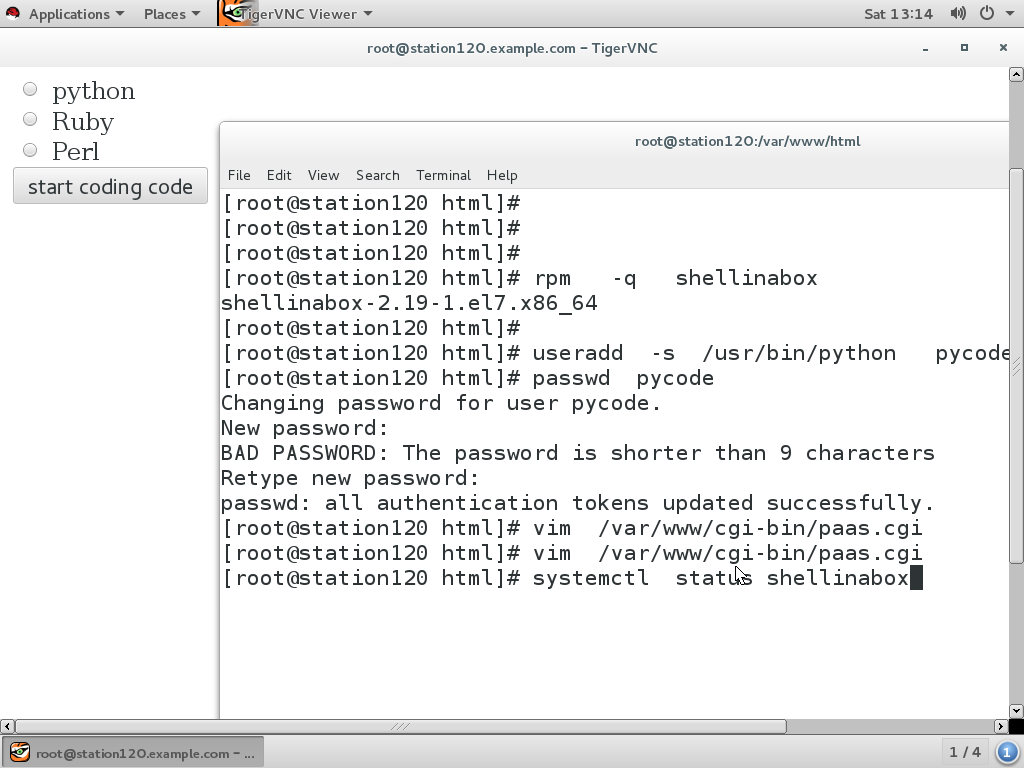 Applications Places TigerVNC Viewer Sat 13:14
root@station120.example.com − TigerVNC
python
Ruby
Perl
start coding code
root@station120:/var/www/html
File Edit View Search Terminal Help
[root@station120 html]#
[root@station120 html]#
[root@station120 html]#
[root@station120 html]# rpm -q shellinabox
shellinabox-2.19-1.el7.x86_64
[root@station120 html]#
[root@station120 html]# useradd -s /usr/bin/python pycode
[root@station120 html]# passwd pycode
Changing password for user pycode.
New password:
BAD PASSWORD: The password is shorter than 9 characters
Retype new password:
passwd: all authentication tokens updated successfully.
[root@station120 html]# vim /var/www/cgi-bin/paas.cgi
[root@station120 html]# vim /var/www/cgi-bin/paas.cgi
[root@station120 html]# systemctl status shellinabox
root@station120.example.com − ...
1 / 4
1